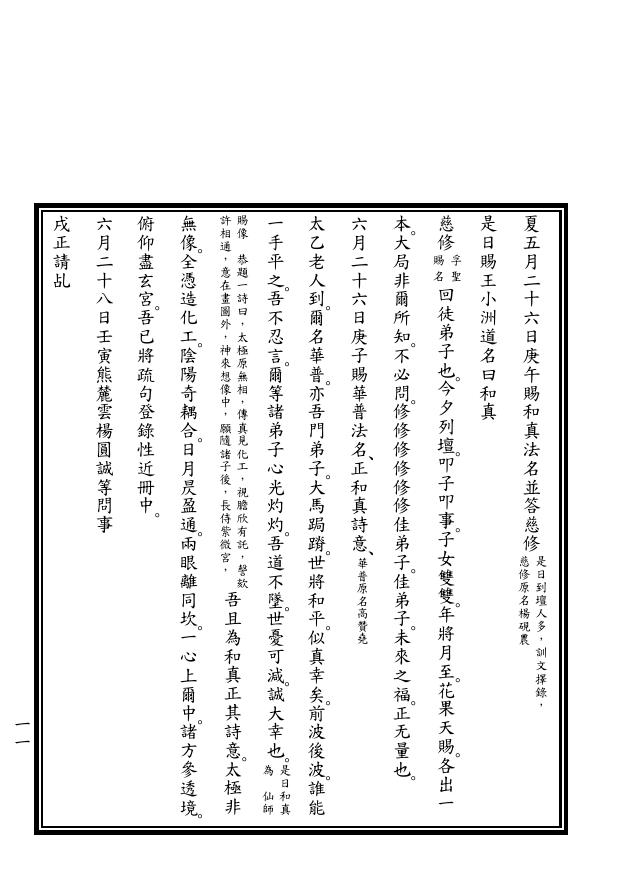 夏五月二十六日庚午賜和真法名並答慈修是日到壇人多，訓文擇錄，慈修原名楊硯農
是日賜王小洲道名曰和真
慈修孚聖賜名回徒弟子也。今夕列壇。叩子叩事。子女雙雙。年將月至。花果天賜。各出一
本。大局非爾所知。不必問。修修修修修修佳弟子。佳弟子。未來之福。正无量也。
六月二十六日庚子賜華普法名、正和真詩意、華普原名高贊堯
太乙老人到。爾名華普。亦吾門弟子。大馬跼蹐。世將和平。似真幸矣。前波後波。誰能
一手平之。吾不忍言。爾等諸弟子心光灼灼。吾道不墜。世憂可減。誠大幸也。是日和真為 仙師
賜像 恭題一詩曰，太極原無相，傳真見化工，視瞻欣有託，謦欬許相通，意在畫圖外，神來想像中，願隨諸子後，長侍紫微宮，吾且為和真正其詩意。太極非
無像。全憑造化工。陰陽奇耦合。日月昃盈通。兩眼離同坎。一心上爾中。諸方參透境。
俯仰盡玄宮。吾已將疏句登錄性近冊中。
六月二十八日壬寅熊麓雲楊圓誠等問事
戌正請乩
一一